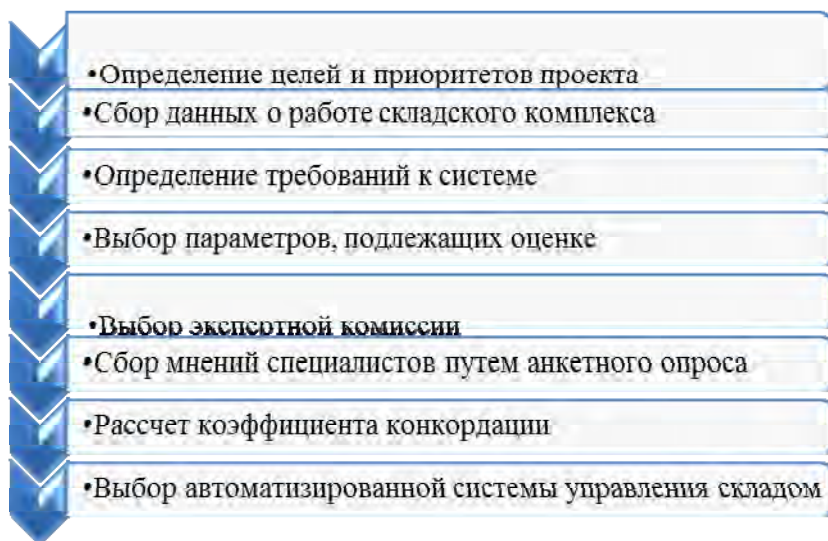 •Определение целей и приоритетов проекта
•Сбор данных о работе складского комплекса
•Определение требований к системе
•Выбор параметров, подлежащих оценке
•Выбор экспертной комиссии
•Сбор мнений специалистов путем анкетного опроса
•Рассчет коэффициента конкордации
•Выбор автоматизированной системы управления складом